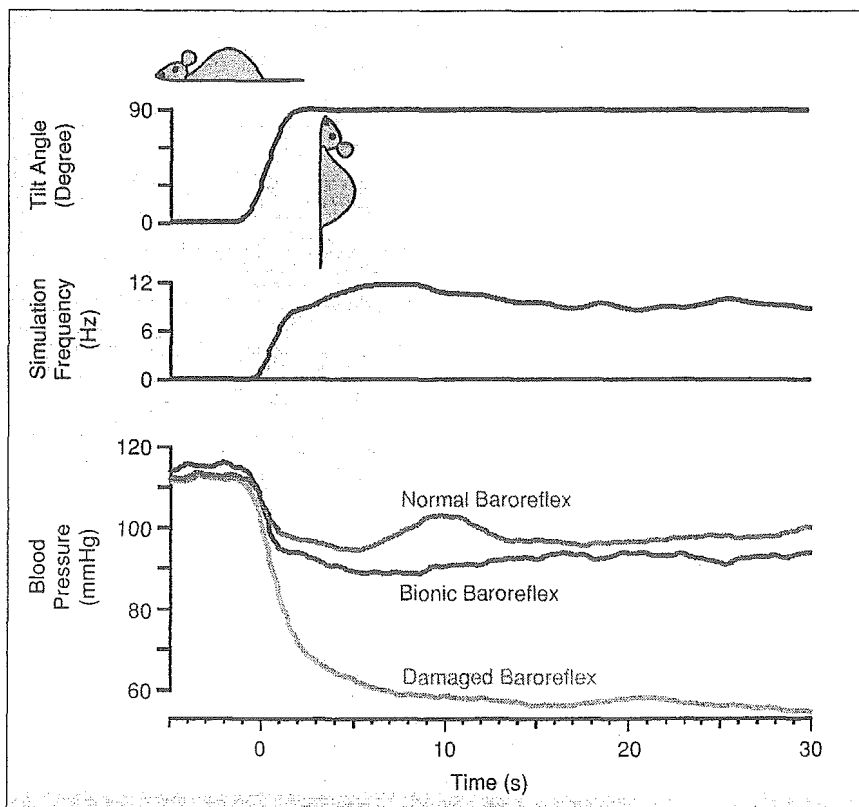 90
0
Tilt Angle
(Degree)
12
6
0
Simulation
Frequency
(Hz)
120
100
80
60
Blood
Pressure
(mmHg)
Normal Baroreflex
Bionic Baroreflex
Damaged Baroreflex
0
10
20
30
Time (s)